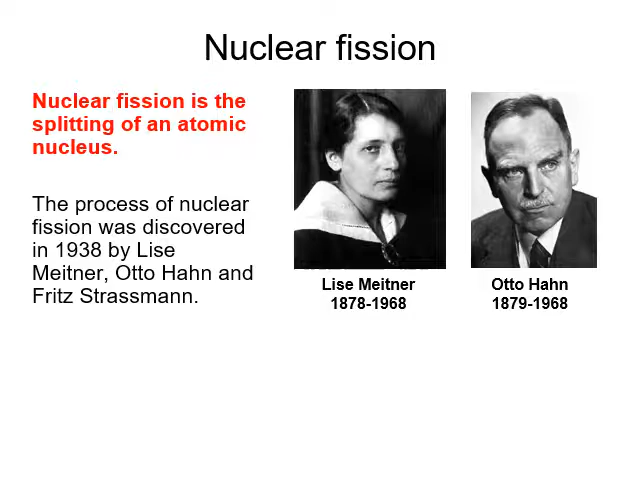 Nuclear fission
Nuclear fission is the
splitting of an atomic
nucleus.
The process of nuclear
fission was discovered
in 1938 by Lise
Meitner, Otto Hahn and
Fritz Strassmann.
Lise Meitner
1878-1968
Otto Hahn
1879-1968